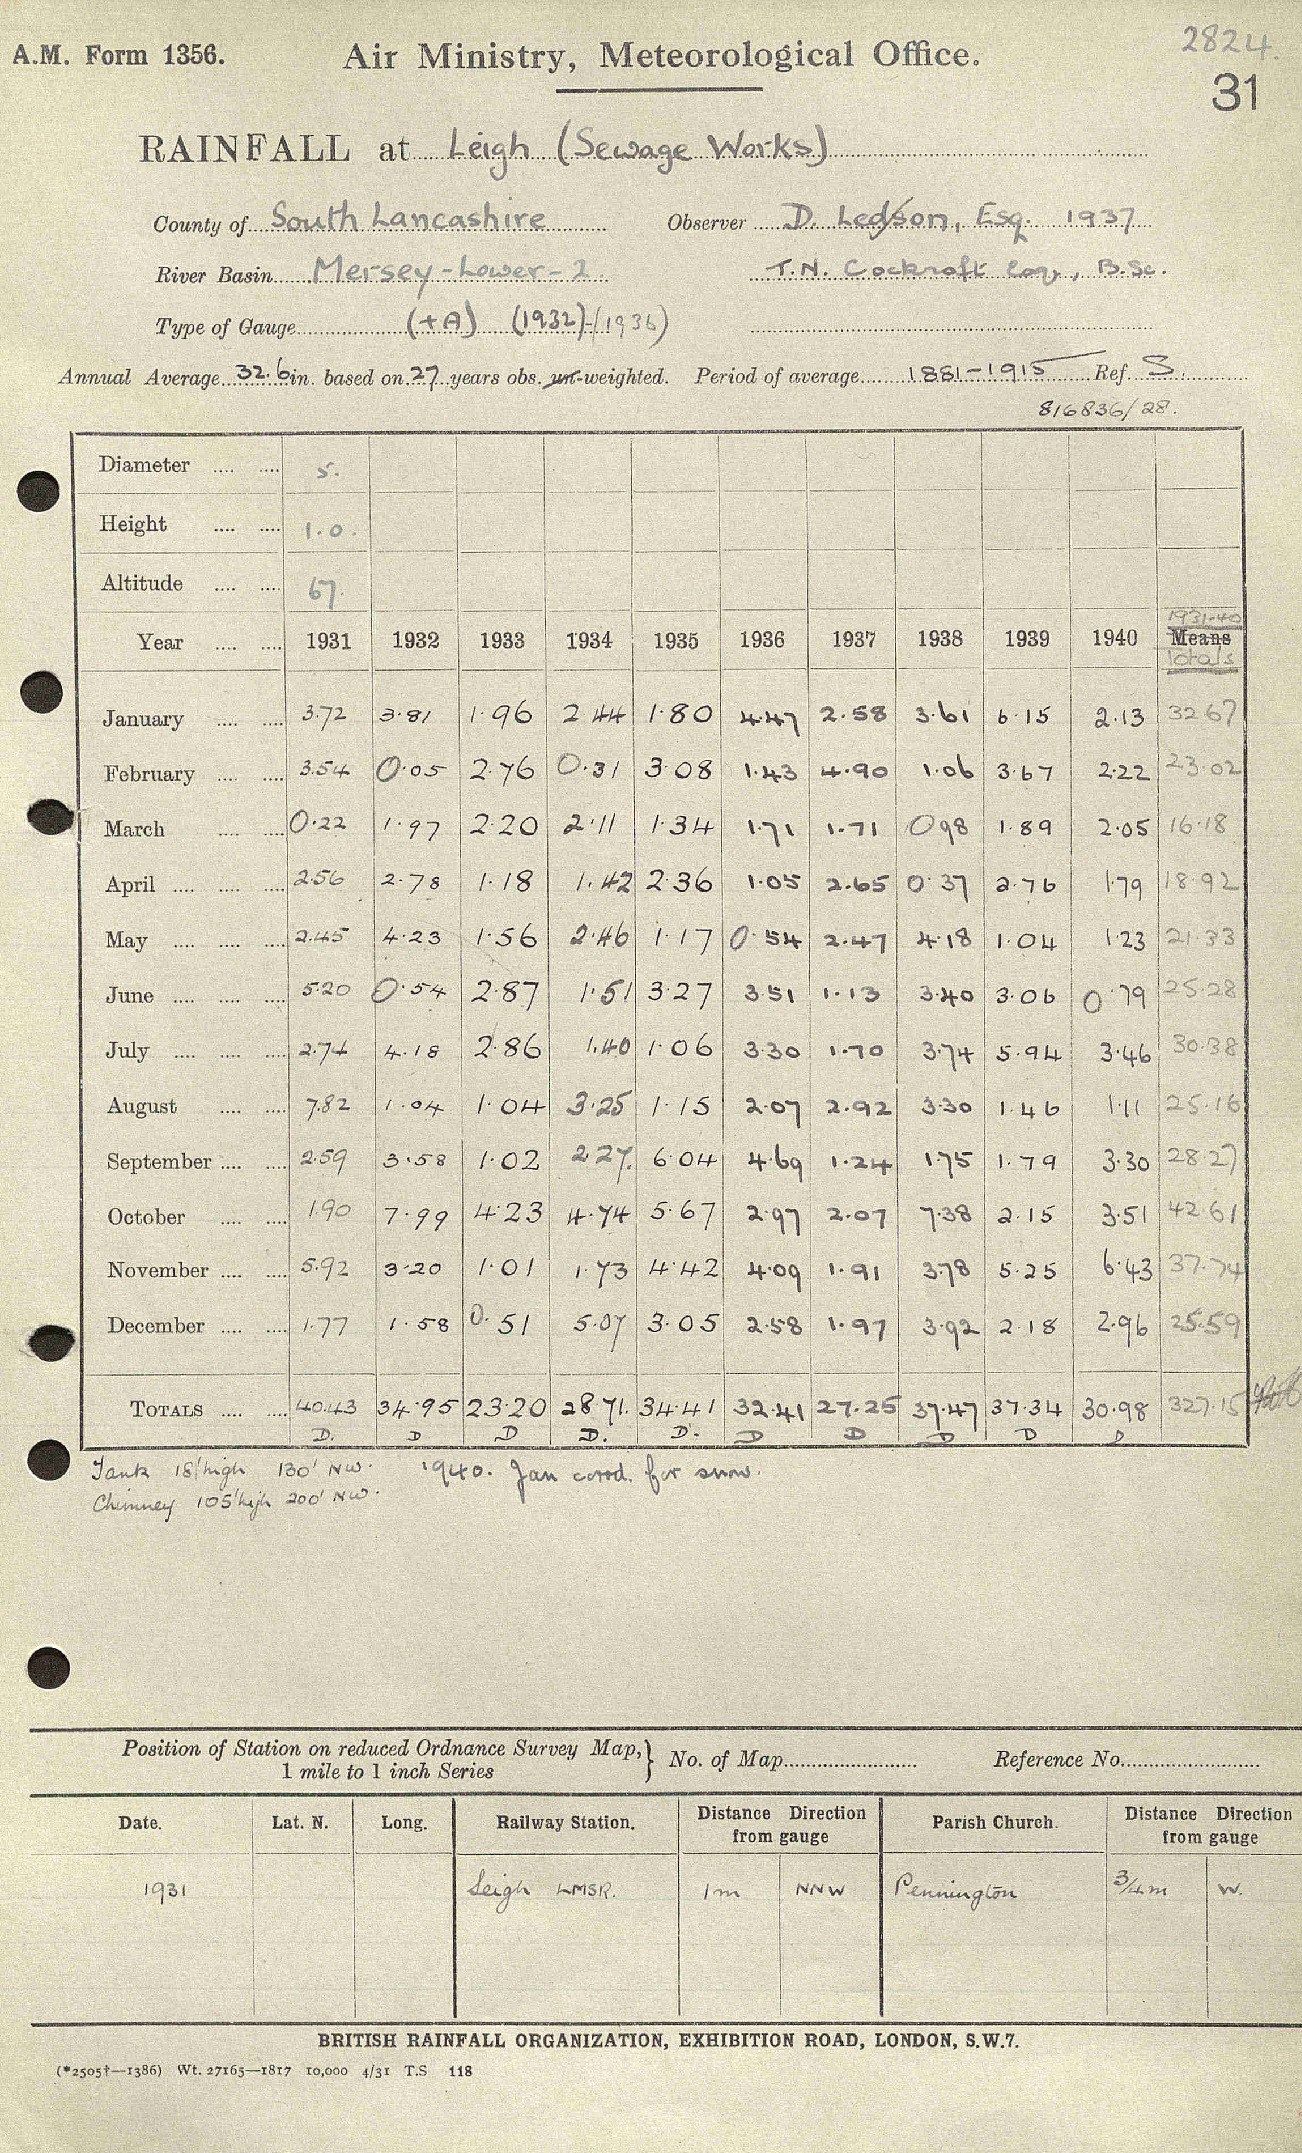 2824.
A.M. Form 1356. Air Ministry, Meteorological Office.
31
RAINFALL at Leigh (Sewage Works)
County of South Lancashire Observer D. Ledson, Esq. 1937
River Basin Mersey-Lower-2 T.N. Cockroft Esq., B.Sc.
Type of Gauge (+A) (1932)-(1936)
Annual Average 32.6 in. based on 27 years obs. un-weighted. Period of average 1881-1915 Ref. S.
816836/28.
Diameter .... .... 5.
Height .... .... 1.0.
Altitude .... .... 67.
1931-40
Year .... .... 1931 1932 1933 1934 1935 1936 1937 1938 1939 1940 Means
Totals
January .... .... 3.72 3.81 1.96 2.44 1.80 4.47 2.58 3.61 6.15 2.13 32.67
February .... .... 3.54 0.05 2.76 0.31 3.08 1.43 4.90 1.06 3.67 2.22 23.02
March .... .... 0.22 1.97 2.20 2.11 1.34 1.71 1.71 0.98 1.89 2.05 16.18
April .... .... .... 2.56 2.78 1.18 1.42 2.36 1.05 2.65 0.37 2.76 1.79 18.92
May .... .... .... 2.45 4.23 1.56 2.46 1.17 0.54 2.47 4.18 1.04 1.23 21.33
June .... .... .... 5.20 0.54 2.87 1.51 3.27 3.51 1.13 3.40 3.06 0.79 25.28
July .... .... .... 2.74 4.18 2.86 1.40 1.06 3.30 1.70 3.74 5.94 3.46 30.38
August .... .... 7.82 1.04 1.04 3.25 1.15 2.07 2.92 3.30 1.46 1.11 25.16
September .... .... 2.59 3.58 1.02 2.27. 6.04 4.69 1.24 1.75 1.79 3.30 28.27
October .... .... 1.90 7.99 4.23 4.74 5.67 2.97 2.07 7.38 2.15 3.51 42.61
November .... .... 5.92 3.20 1.01 1.73 4.42 4.09 1.91 3.78 5.25 6.43 37.74
December .... .... 1.77 1.58 0.51 5.07 3.05 2.58 1.97 3.92 2.18 2.96 25.59
TOTALS .... .... 40.43 34.95 23.20 28.71. 34.41 32.41 27.25 37.47 37.34 30.98 327.15
D. D D D. D. D D D D D
Tank 18' high 130' NW. 1940. Jan corrd. for snow.
Chimney 105' high 200' NW.
Position of Station on reduced Ordnance Survey Map, } No. of Map Reference No.
1 mile to 1 inch Series
Date. Lat. N. Long. Railway Station. Distance Direction from gauge Parish Church. Distance Direction from gauge
1931 Leigh LMSR. 1m NNW Pennington 3/4m W.
BRITISH RAINFALL ORGANIZATION, EXHIBITION ROAD, LONDON, S.W.7.
(*2505†—1386) Wt. 27165—1817 10,000 4/31 T.S 118